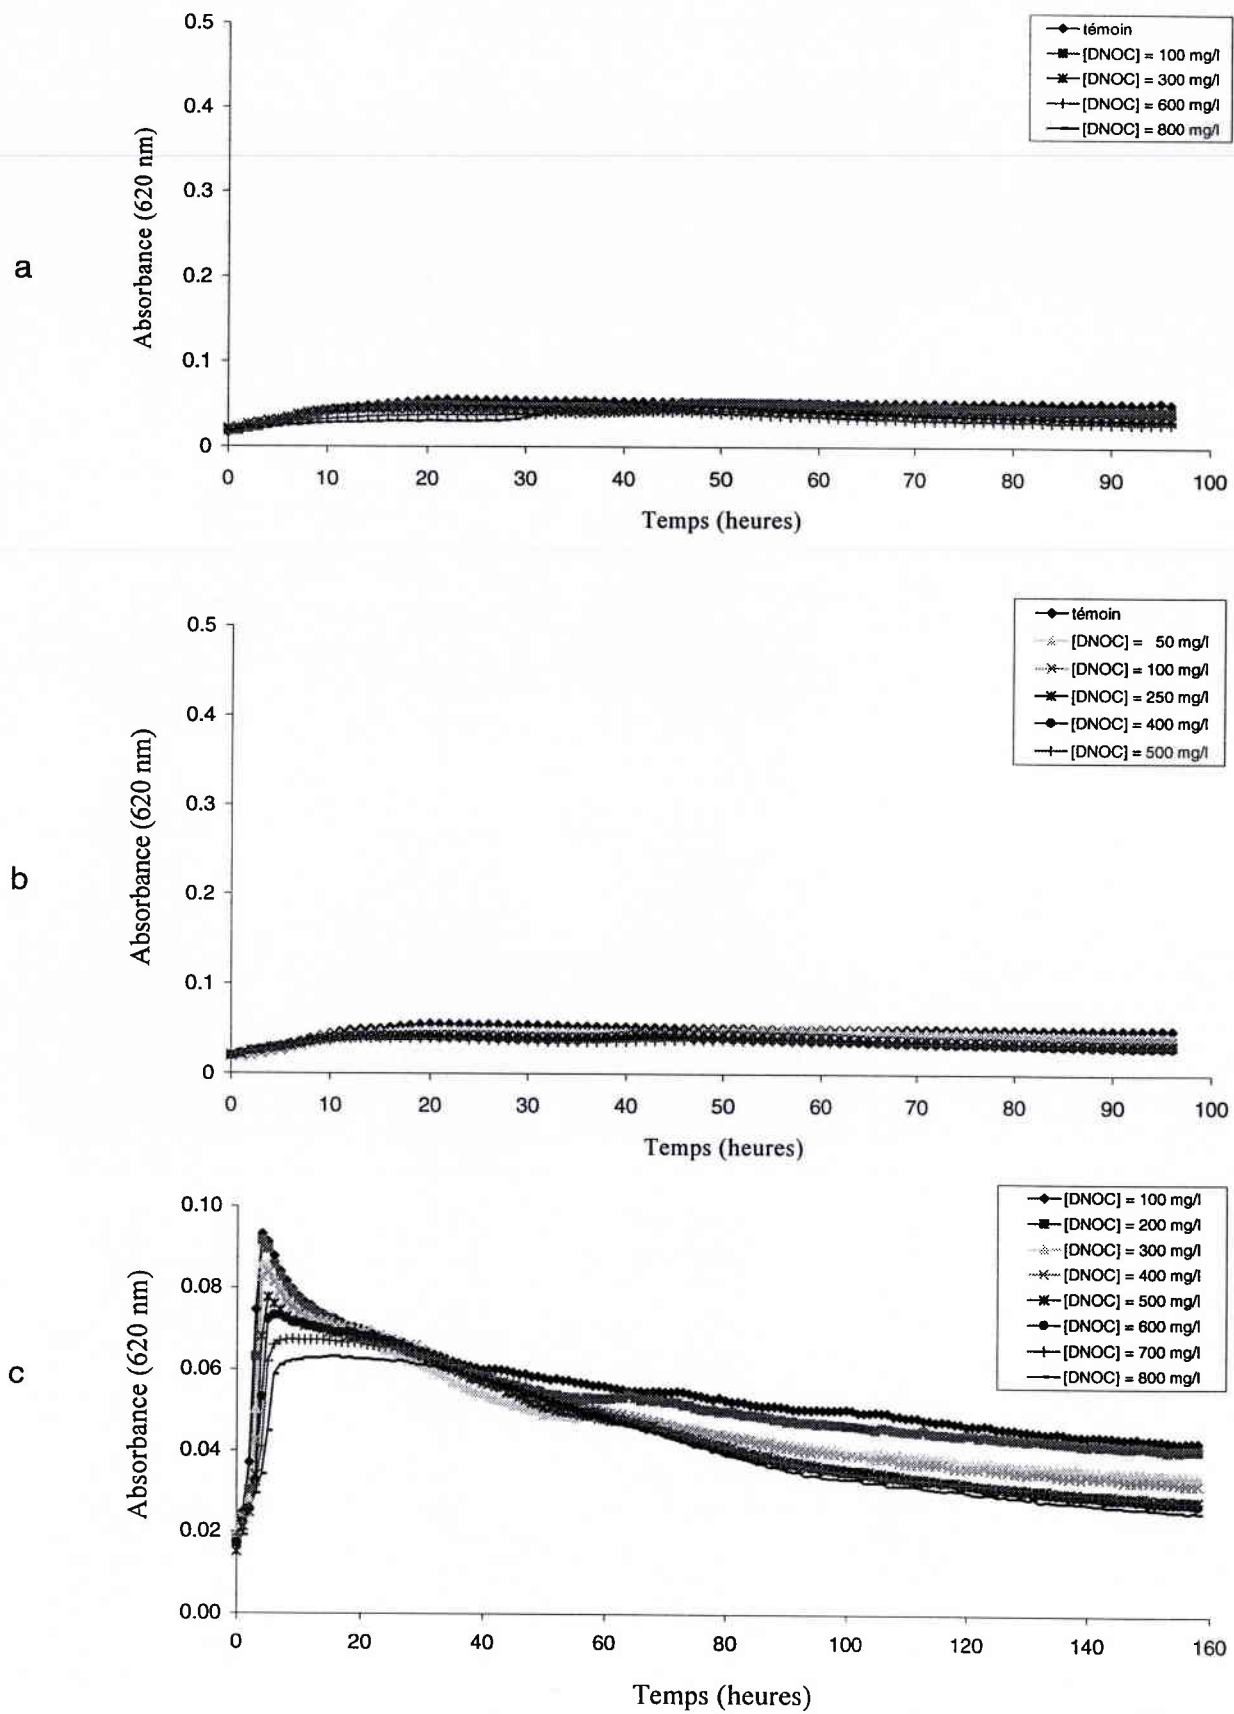 a
Absorbance (620 nm)
0.5
0.4
0.3
0.2
0.1
0
0 10 20 30 40 50 60 70 80 90 100
Temps (heures)
témoin
[DNOC] = 100 mg/l
[DNOC] = 300 mg/l
[DNOC] = 600 mg/l
[DNOC] = 800 mg/l
b
Absorbance (620 nm)
0.5
0.4
0.3
0.2
0.1
0
0 10 20 30 40 50 60 70 80 90 100
Temps (heures)
témoin
[DNOC] = 50 mg/l
[DNOC] = 100 mg/l
[DNOC] = 250 mg/l
[DNOC] = 400 mg/l
[DNOC] = 500 mg/l
c
Absorbance (620 nm)
0.10
0.08
0.06
0.04
0.02
0.00
0 20 40 60 80 100 120 140 160
Temps (heures)
[DNOC] = 100 mg/l
[DNOC] = 200 mg/l
[DNOC] = 300 mg/l
[DNOC] = 400 mg/l
[DNOC] = 500 mg/l
[DNOC] = 600 mg/l
[DNOC] = 700 mg/l
[DNOC] = 800 mg/l